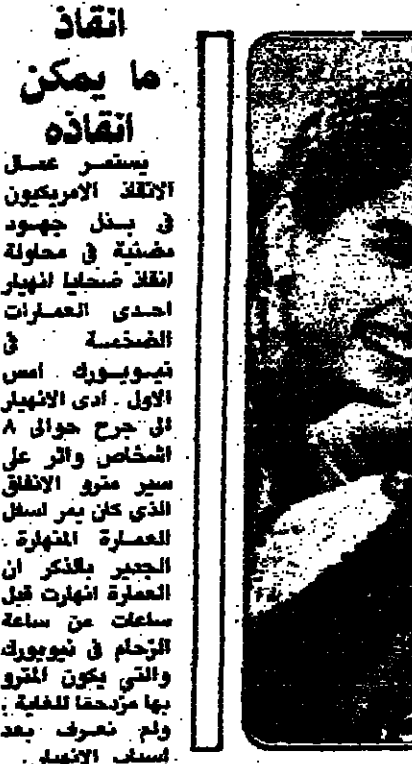 انقاذ
ما يمكن
انقاذه
يستمر عمال
الانقاذ الامريكيون
في بذل جهود
مضنية في محاولة
انقاذ ضحايا انهيار
احدى العمارات
الضخمة في
نيويورك امس
الاول . ادى الانهيار
الى جرح حوالى ٨
اشخاص واثر على
سير مترو الانفاق
الذي كان يمر اسفل
العمارة المنهارة .
الجدير بالذكر ان
العمارة انهارت قبل
ساعات من ساعة
الزحام في نيويورك
والتي يكون المترو
بها مزدحما للغاية ;
ولم تعرف بعد
اسباب الانهيار .